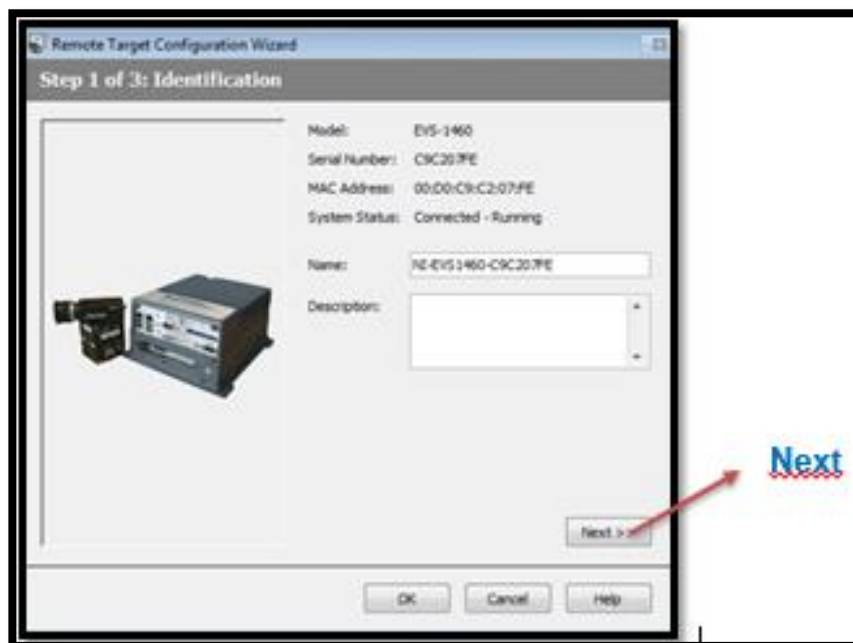 Remote Target Configuration Wizard
Step 1 of 3: Identification
Model: EVS-1460
Serial Number: C9C207FE
MAC Address: 00:D0:C9:C2:07:FE
System Status: Connected - Running
Name: NI-EVS1460-C9C207FE
Description:
Next
Next >>
OK Cancel Help